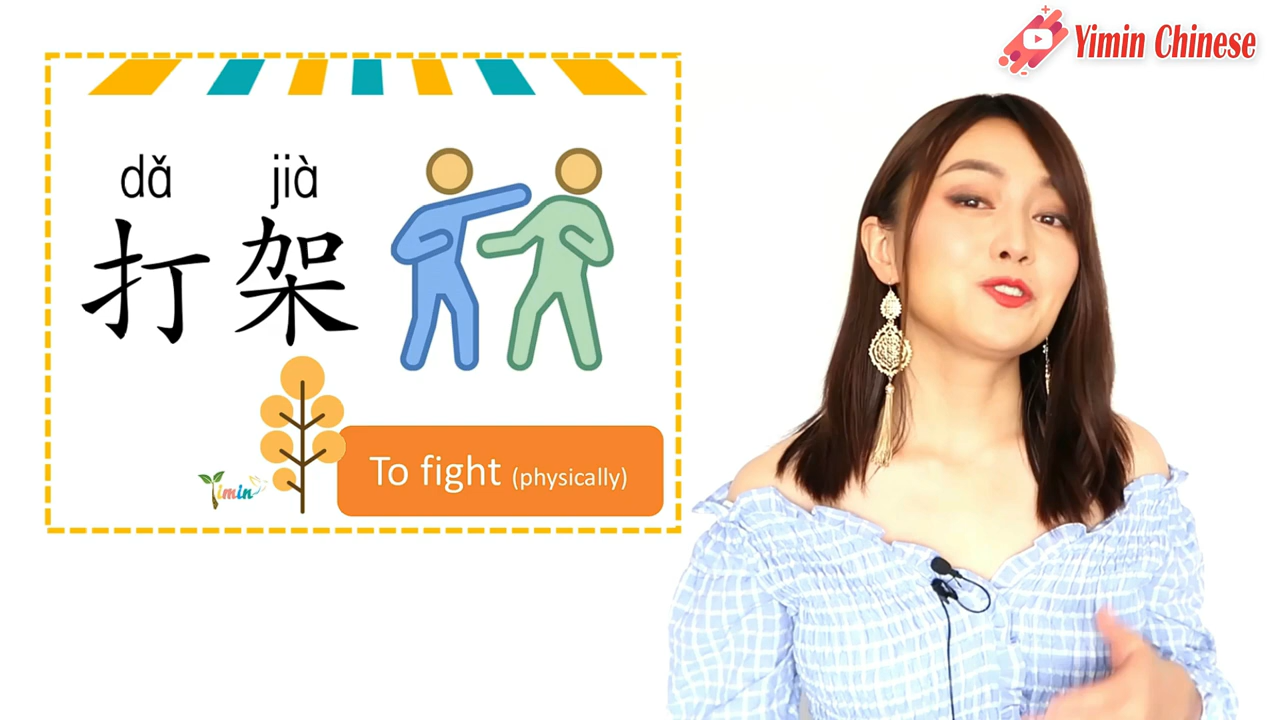 Yimin Chinese
dǎ jià
打架
To fight (physically)
Yimin